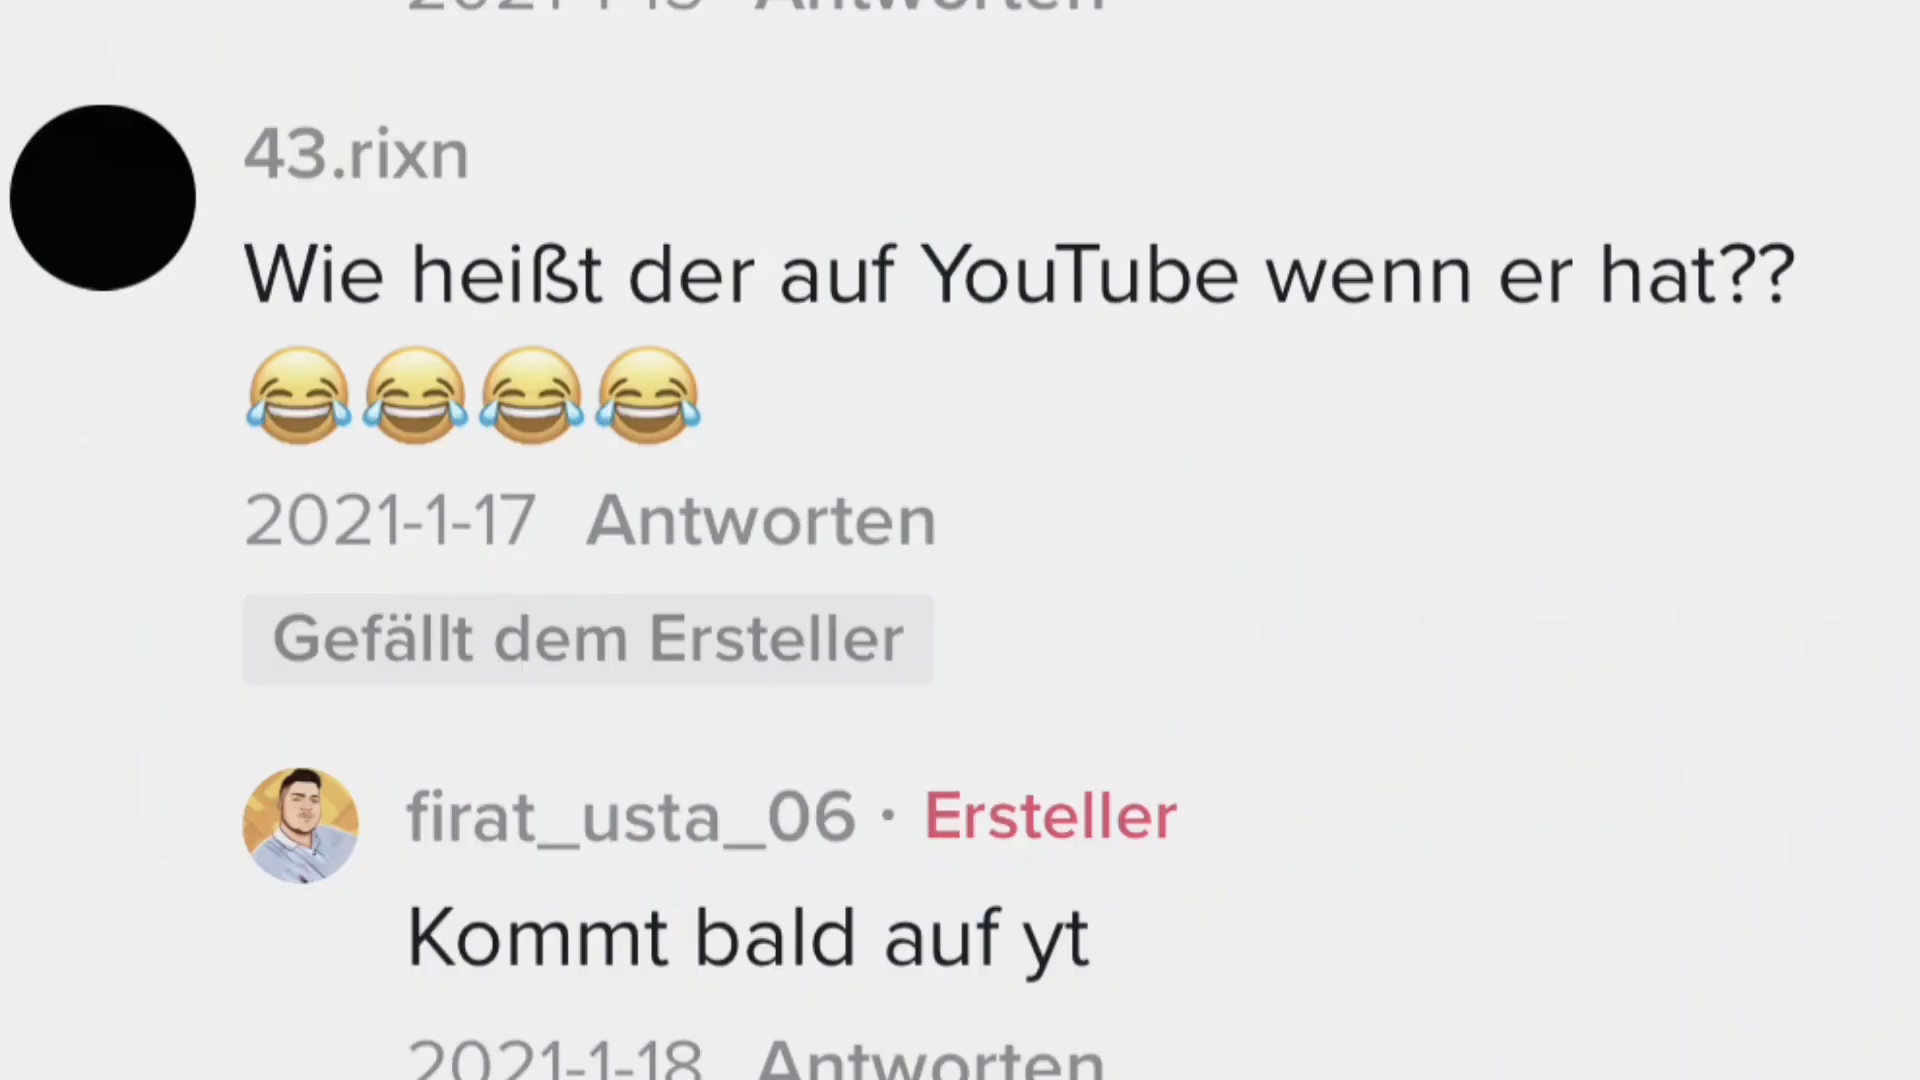 43.rixn
Wie heißt der auf YouTube wenn er hat??
😂😂😂😂
2021-1-17 Antworten
Gefällt dem Ersteller
firat_usta_06 · Ersteller
Kommt bald auf yt
2021-1-18 Antworten